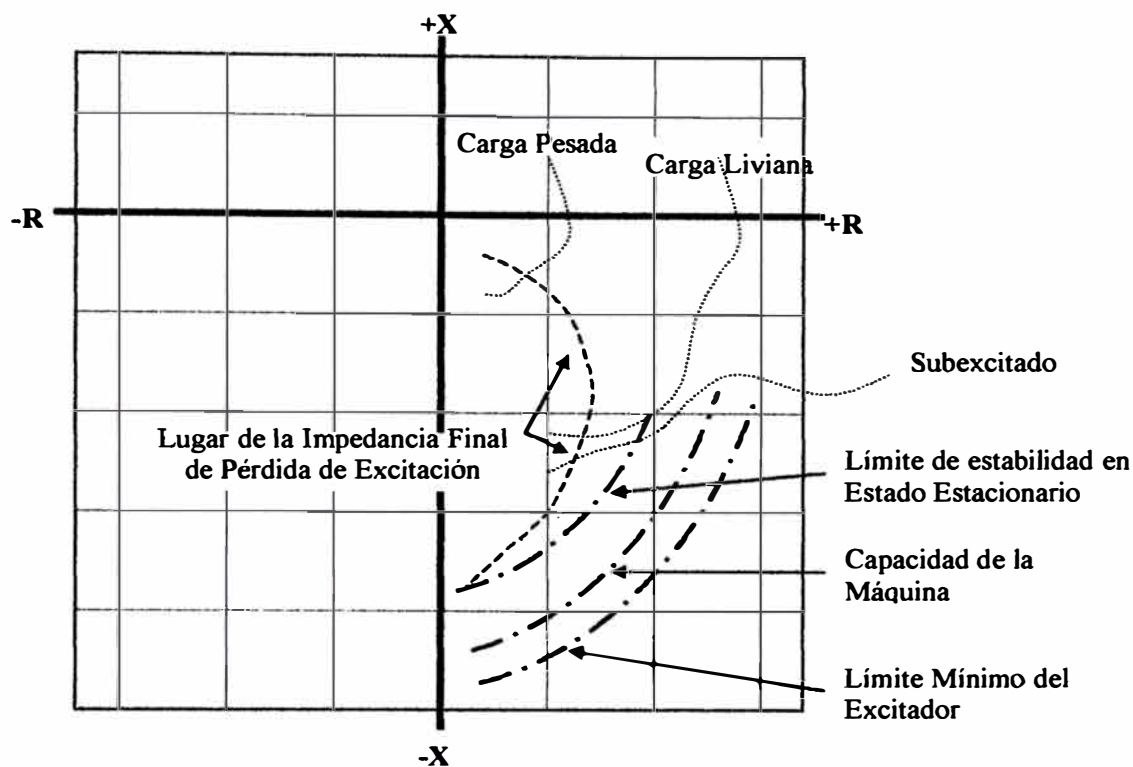 +X
Carga Pesada
Carga Liviana
-R
+R
Subexcitado
Lugar de la Impedancia Final
de Pérdida de Excitación
Límite de estabilidad en
Estado Estacionario
Capacidad de la
Máquina
Límite Mínimo del
Excitador
-X